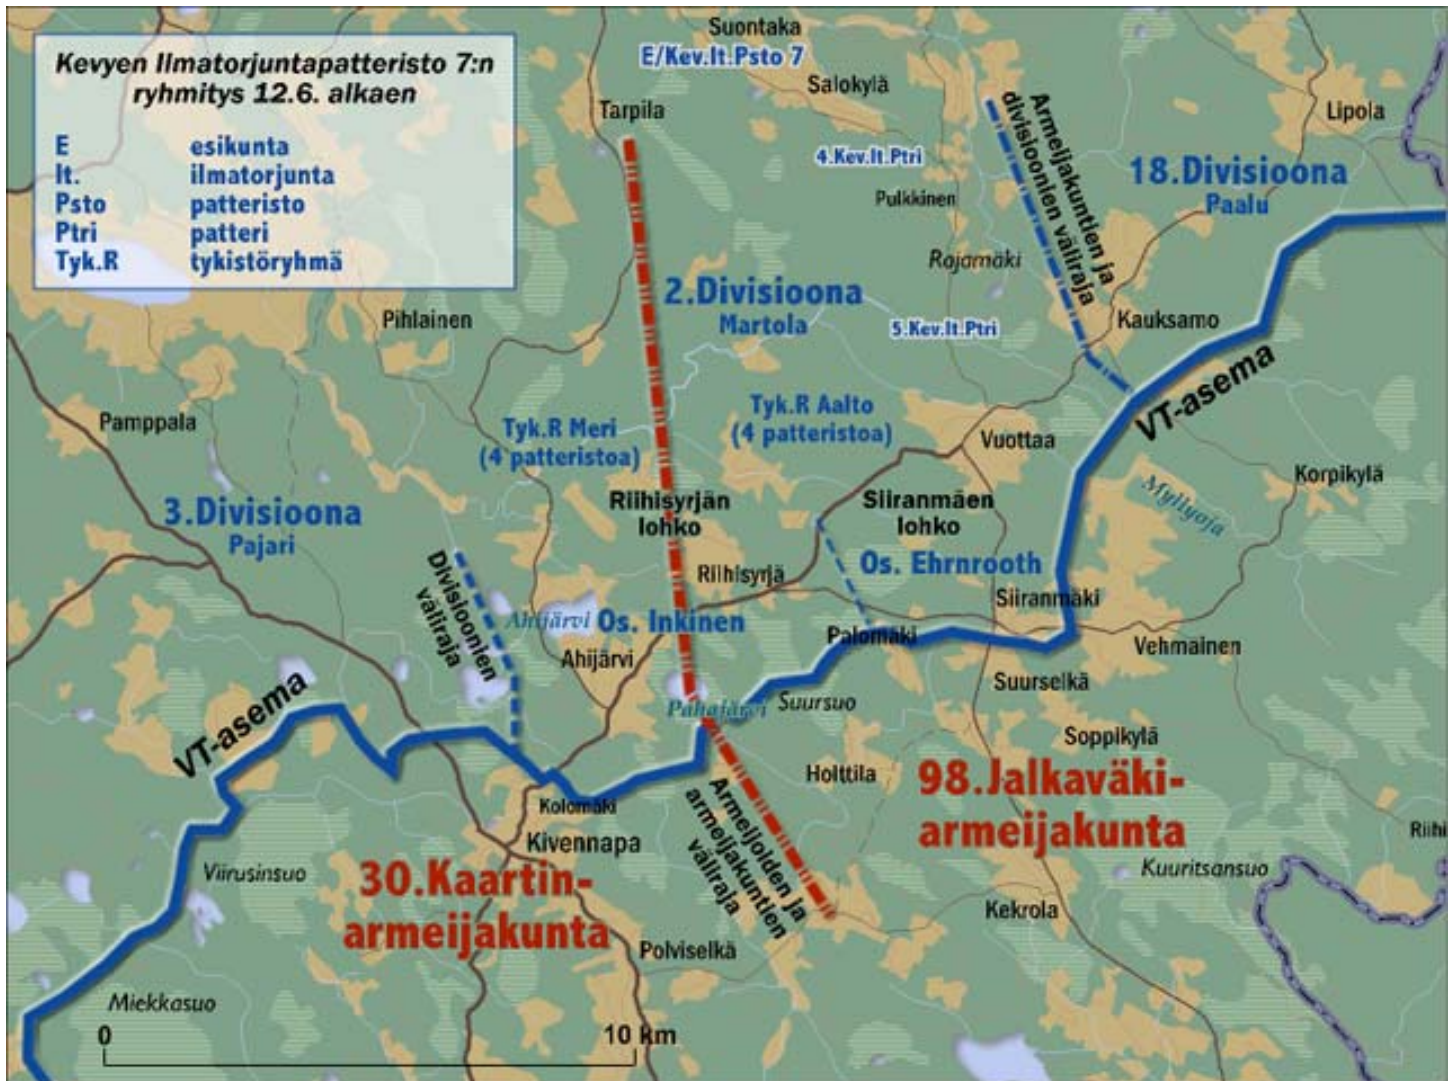 Kevyen Ilmatorjuntapatteristo 7:n
ryhmitys 12.6. alkaen
E esikunta
It. ilmatorjunta
Psto patteristo
Ptri patteri
Tyk.R tykistöryhmä
Suontaka
E/Kev.It.Psto 7
Salokylä
Tarpila
Lipola
4.Kev.It.Ptri
Armeijakuntien ja
divisioonien väliraja
18.Divisioona
Paalu
Pulkkinen
Rajamäki
2.Divisioona
Martola
Pihlainen
5.Kev.It.Ptri
Kauksamo
VT-asema
Pamppala
Tyk.R Meri
(4 patteristoa)
Tyk.R Aalto
(4 patteristoa)
Vuottaa
Korpikylä
Myllyoja
3.Divisioona
Pajari
Riihisyrjän
lohko
Siiranmäen
lohko
Divisioonien
väliraja
Riihisyrjä
Os. Ehrnrooth
Siiranmäki
Ahijärvi
Os. Inkinen
Palomäki
Vehmainen
Ahijärvi
Suurselkä
VT-asema
Pahajärvi
Suursuo
Soppikylä
Holttila
98.Jalkaväki-
armeijakunta
Armeijoiden ja
armeijakuntien
väliraja
Kolomäki
Kivennapa
Riihi
Viirusinsuo
30.Kaartin-
armeijakunta
Kuuritsansuo
Kekrola
Polviselkä
Miekkasuo
0 10 km